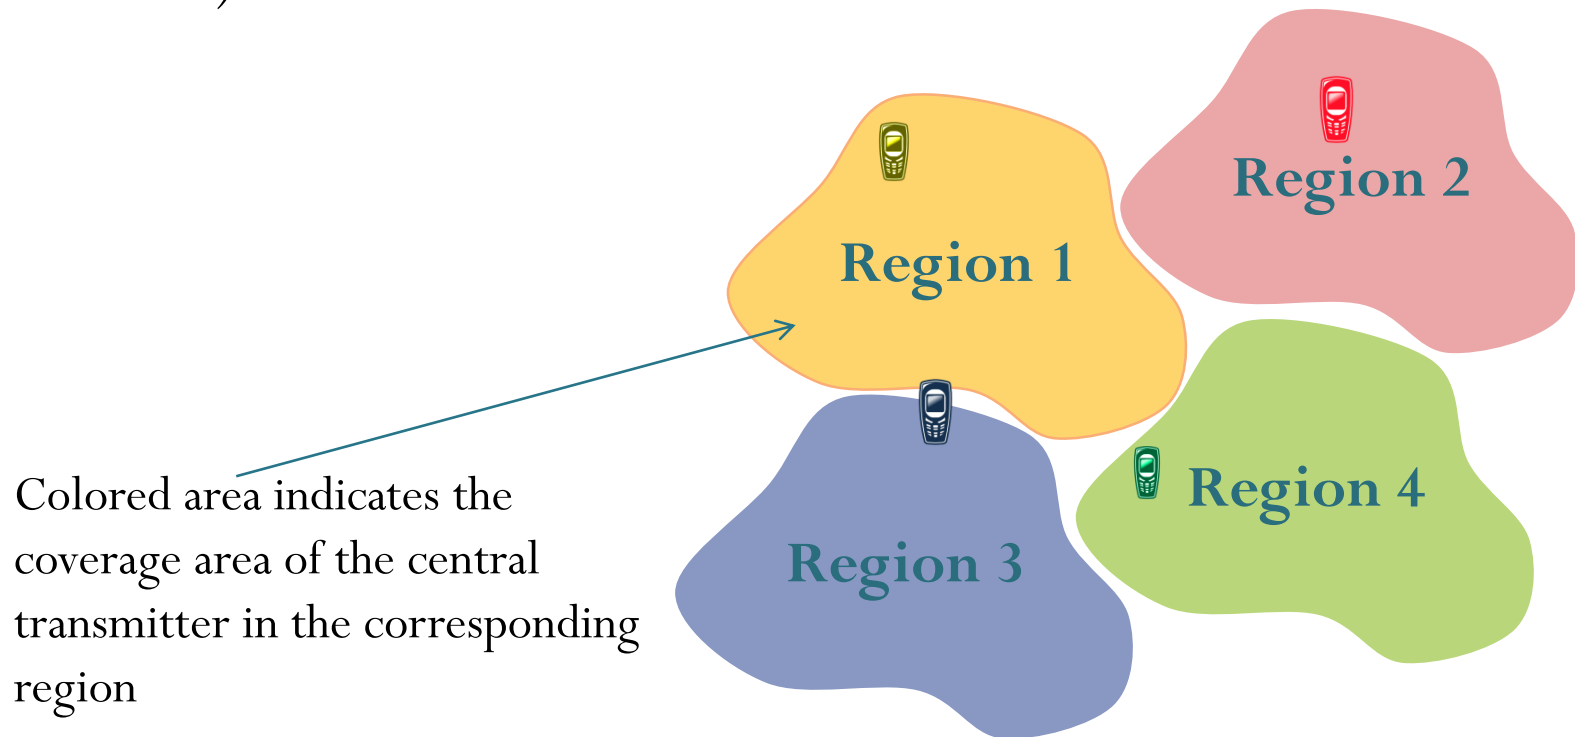 )
Region 2
Region 1
Region 4
Region 3
Colored area indicates the
coverage area of the central
transmitter in the corresponding
region